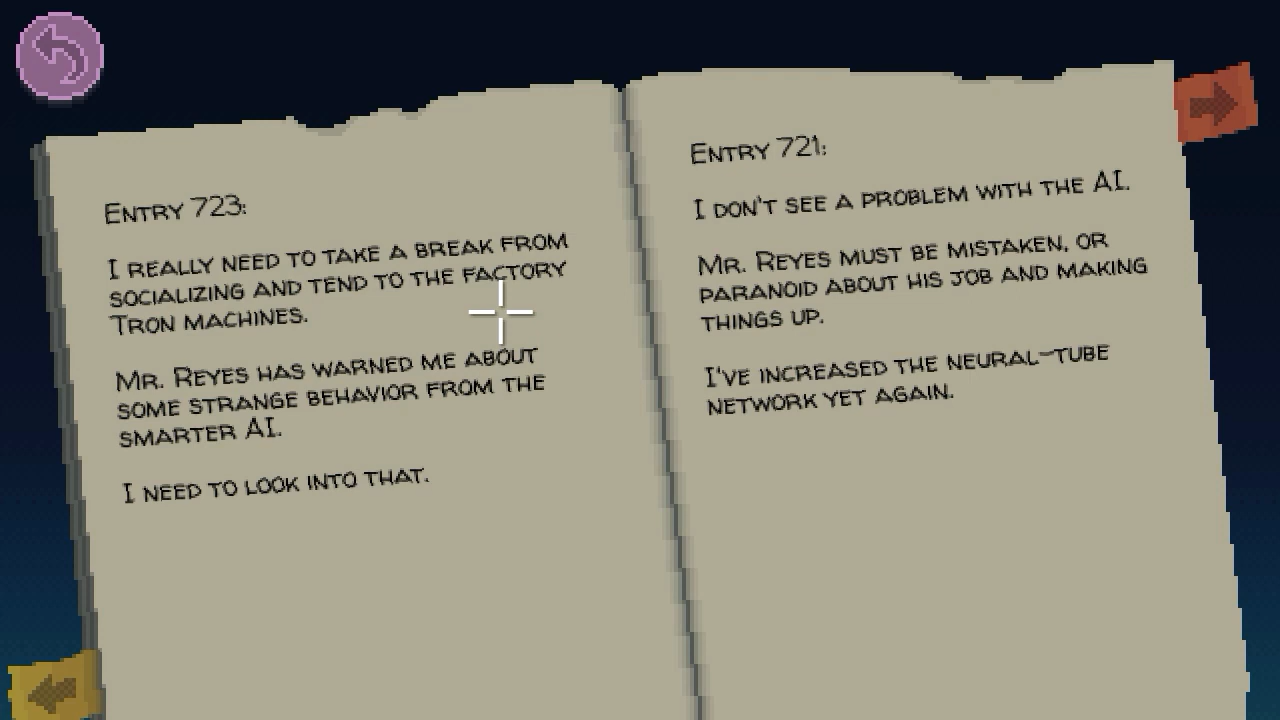 Entry 723:
I really need to take a break from
socializing and tend to the factory
Tron machines.
Mr. Reyes has warned me about
some strange behavior from the
smarter AI.
I need to look into that.
Entry 721:
I don't see a problem with the AI.
Mr. Reyes must be mistaken, or
paranoid about his job and making
things up.
I've increased the neural-tube
network yet again.